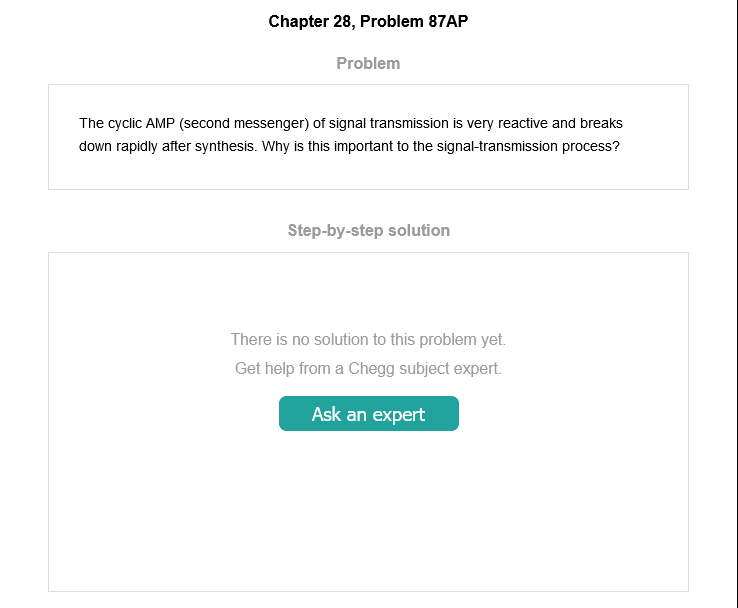 Chapter 28, Problem 87AP
Problem
The cyclic AMP (second messenger) of signal transmission is very reactive and breaks
down rapidly after synthesis. Why is this important to the signal-transmission process?
Step-by-step solution
There is no solution to this problem yet.
Get help from a Chegg subject expert.
Ask an expert